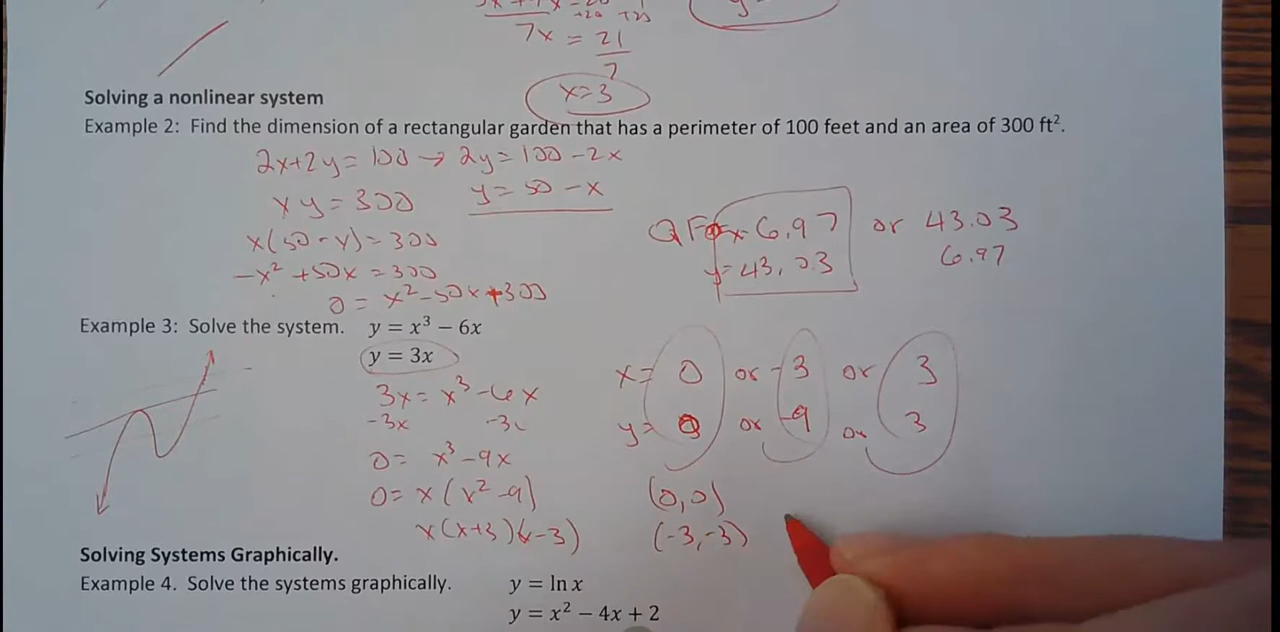 +20 +20
7x = 21
7
x=3
Solving a nonlinear system
Example 2: Find the dimension of a rectangular garden that has a perimeter of 100 feet and an area of 300 ft².
2x+2y=100 → 2y=100-2x
xy=300
y=50-x
x(50-x)=300
-x²+50x=300
0=x²-50x+300
QF x=6.97 or 43.03
y=43.03 6.97
Example 3: Solve the system. y = x³ − 6x
y = 3x
3x=x³-6x
-3x -3x
0= x³-9x
0=x(x²-9)
x(x+3)(x-3)
x= 0 or -3 or 3
y= 0 or -9 or 3
(0,0)
(-3,-3)
Solving Systems Graphically.
Example 4. Solve the systems graphically. y = ln x
y = x² − 4x + 2